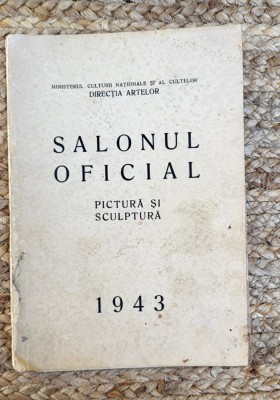 MINISTERUL CULTURII NAȚIONALE ȘI AL CULTELOR
DIRECȚIA ARTELOR
SALONUL
OFICIAL
PICTURĂ ȘI
SCULPTURĂ
1943